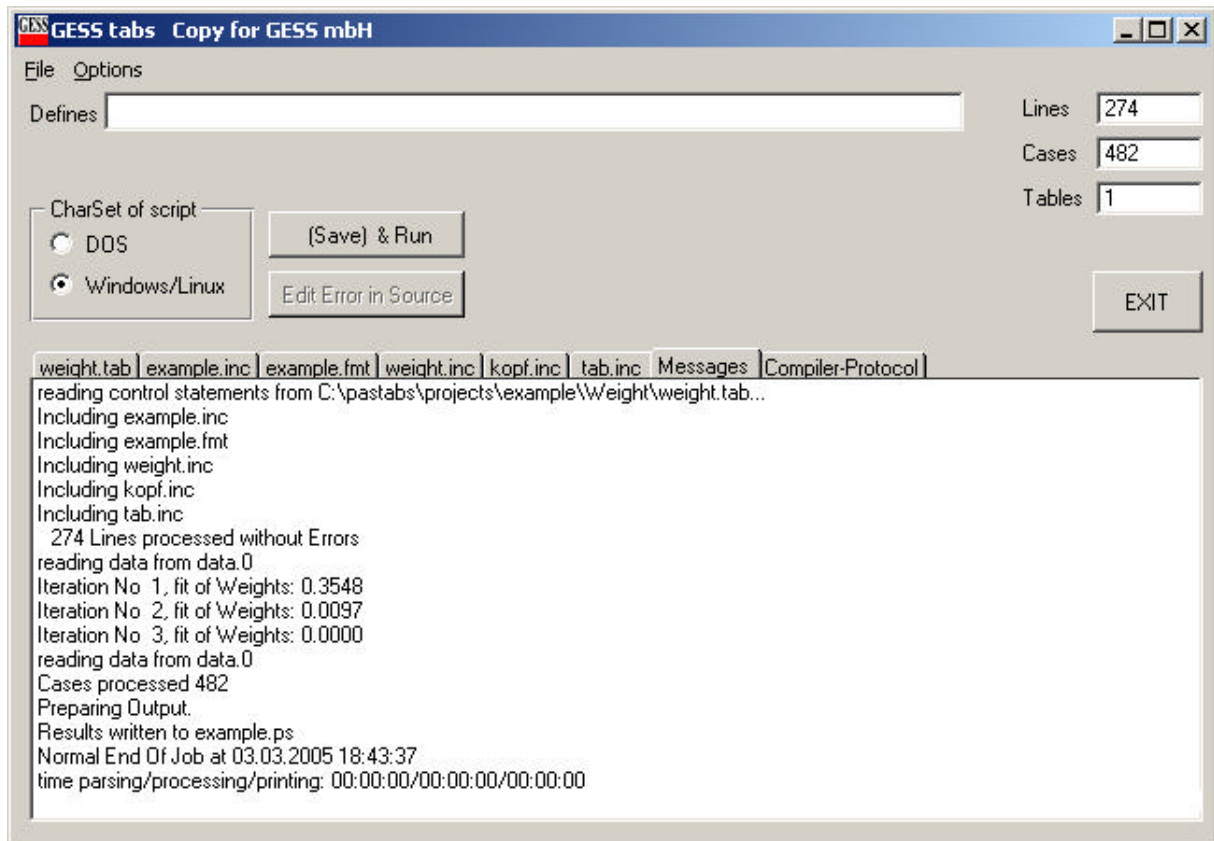 GESS GESS tabs Copy for GESS mbH
File Options
Defines
Lines 274
Cases 482
Tables 1
CharSet of script
DOS
Windows/Linux
(Save) & Run
Edit Error in Source
EXIT
weight.tab example.inc example.fmt weight.inc kopf.inc tab.inc Messages Compiler-Protocol
reading control statements from C:\pastabs\projects\example\Weight\weight.tab...
Including example.inc
Including example.fmt
Including weight.inc
Including kopf.inc
Including tab.inc
274 Lines processed without Errors
reading data from data.0
Iteration No 1, fit of Weights: 0.3548
Iteration No 2, fit of Weights: 0.0097
Iteration No 3, fit of Weights: 0.0000
reading data from data.0
Cases processed 482
Preparing Output.
Results written to example.ps
Normal End Of Job at 03.03.2005 18:43:37
time parsing/processing/printing: 00:00:00/00:00:00/00:00:00